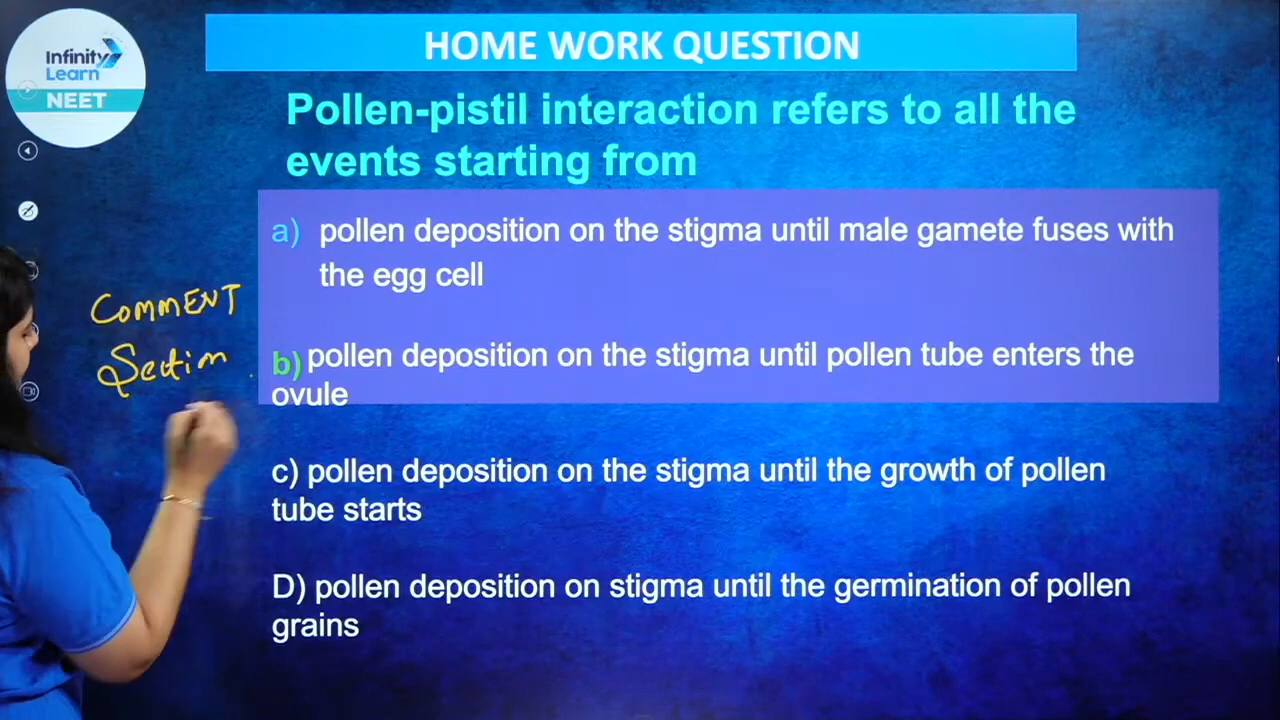 Infinity
Learn
NEET
HOME WORK QUESTION
Pollen-pistil interaction refers to all the
events starting from
a) pollen deposition on the stigma until male gamete fuses with
the egg cell
COMMENT
Section
b) pollen deposition on the stigma until pollen tube enters the
ovule
c) pollen deposition on the stigma until the growth of pollen
tube starts
D) pollen deposition on stigma until the germination of pollen
grains